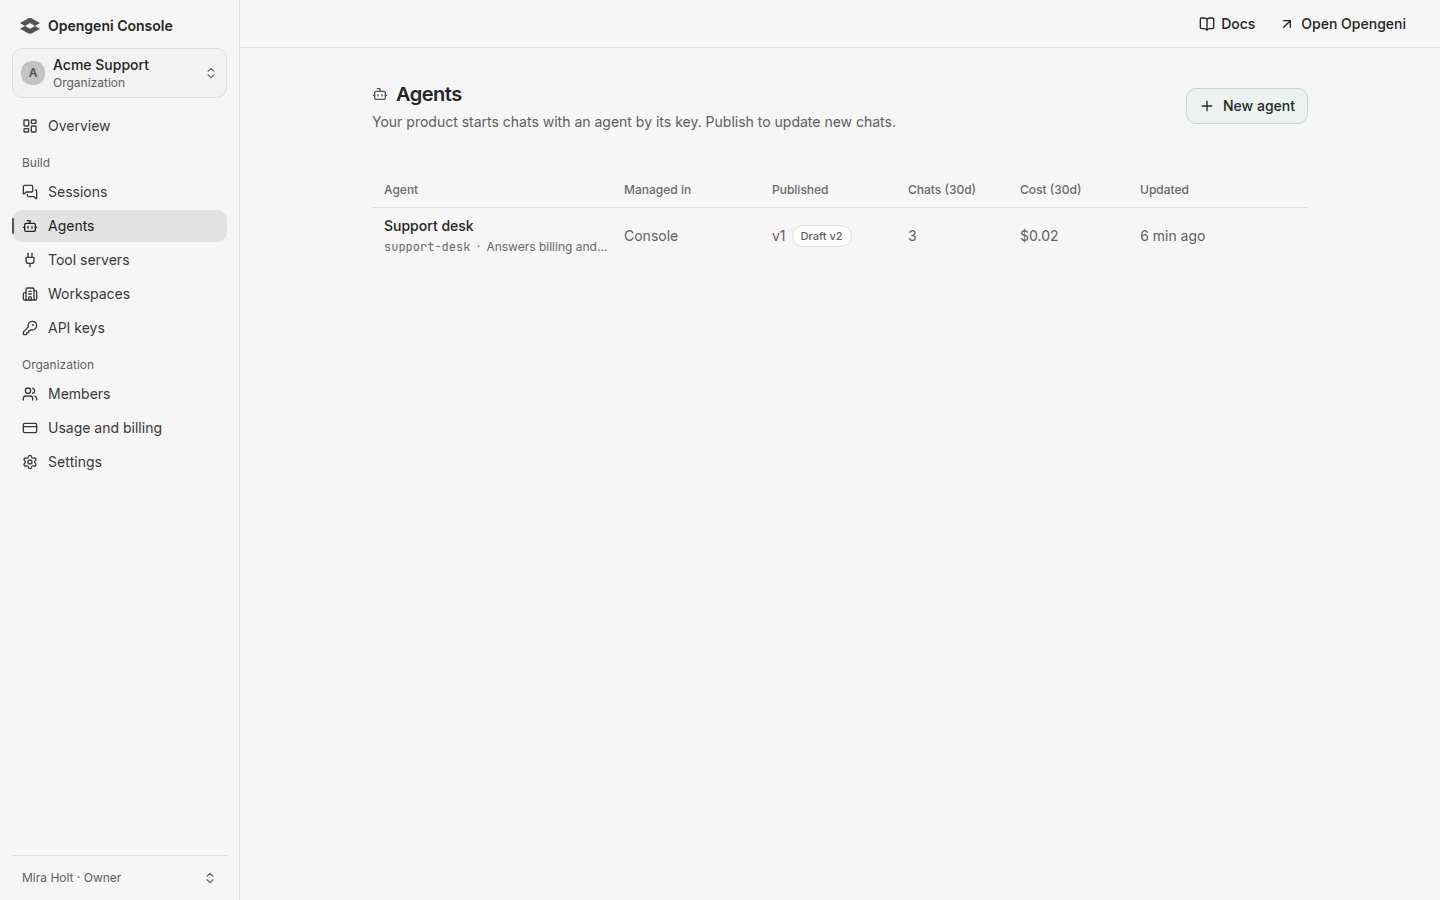 Opengeni Console
A
Acme Support
Organization
Overview
Build
Sessions
Agents
Tool servers
Workspaces
API keys
Organization
Members
Usage and billing
Settings
Mira Holt · Owner
Docs
Open Opengeni
Agents
Your product starts chats with an agent by its key. Publish to update new chats.
New agent
Agent Managed in Published Chats (30d) Cost (30d) Updated
Support desk
support-desk · Answers billing and...
Console v1 Draft v2 3 $0.02 6 min ago